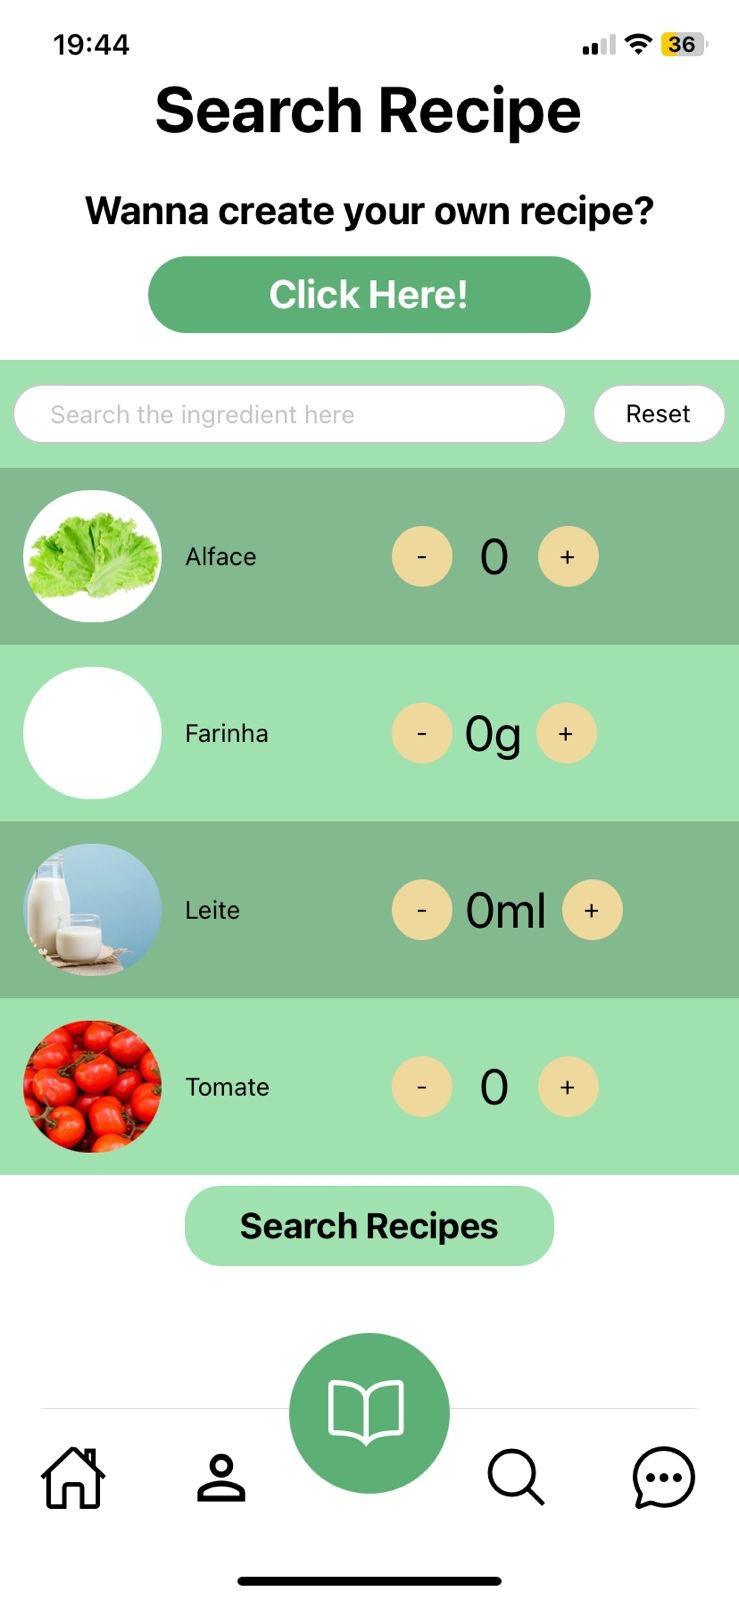 19:44
36
Search Recipe
Wanna create your own recipe?
Click Here!
Search the ingredient here
Reset
Alface
- 0 +
Farinha
- 0g +
Leite
- 0ml +
Tomate
- 0 +
Search Recipes